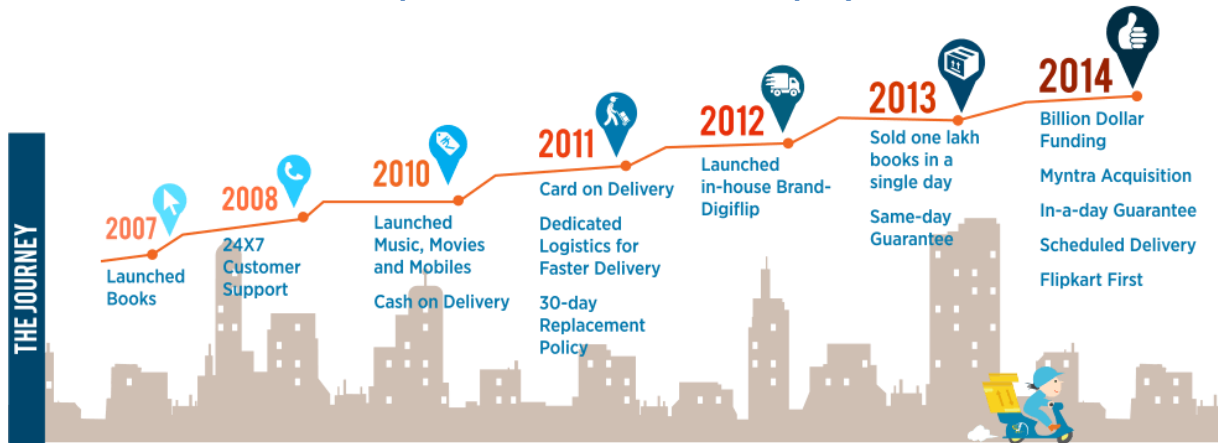 THE JOURNEY
2007
Launched
Books
2008
24X7
Customer
Support
2010
Launched
Music, Movies
and Mobiles
Cash on Delivery
2011
Card on Delivery
Dedicated
Logistics for
Faster Delivery
30-day
Replacement
Policy
2012
Launched
in-house Brand-
Digiflip
2013
Sold one lakh
books in a
single day
Same-day
Guarantee
2014
Billion Dollar
Funding
Myntra Acquisition
In-a-day Guarantee
Scheduled Delivery
Flipkart First